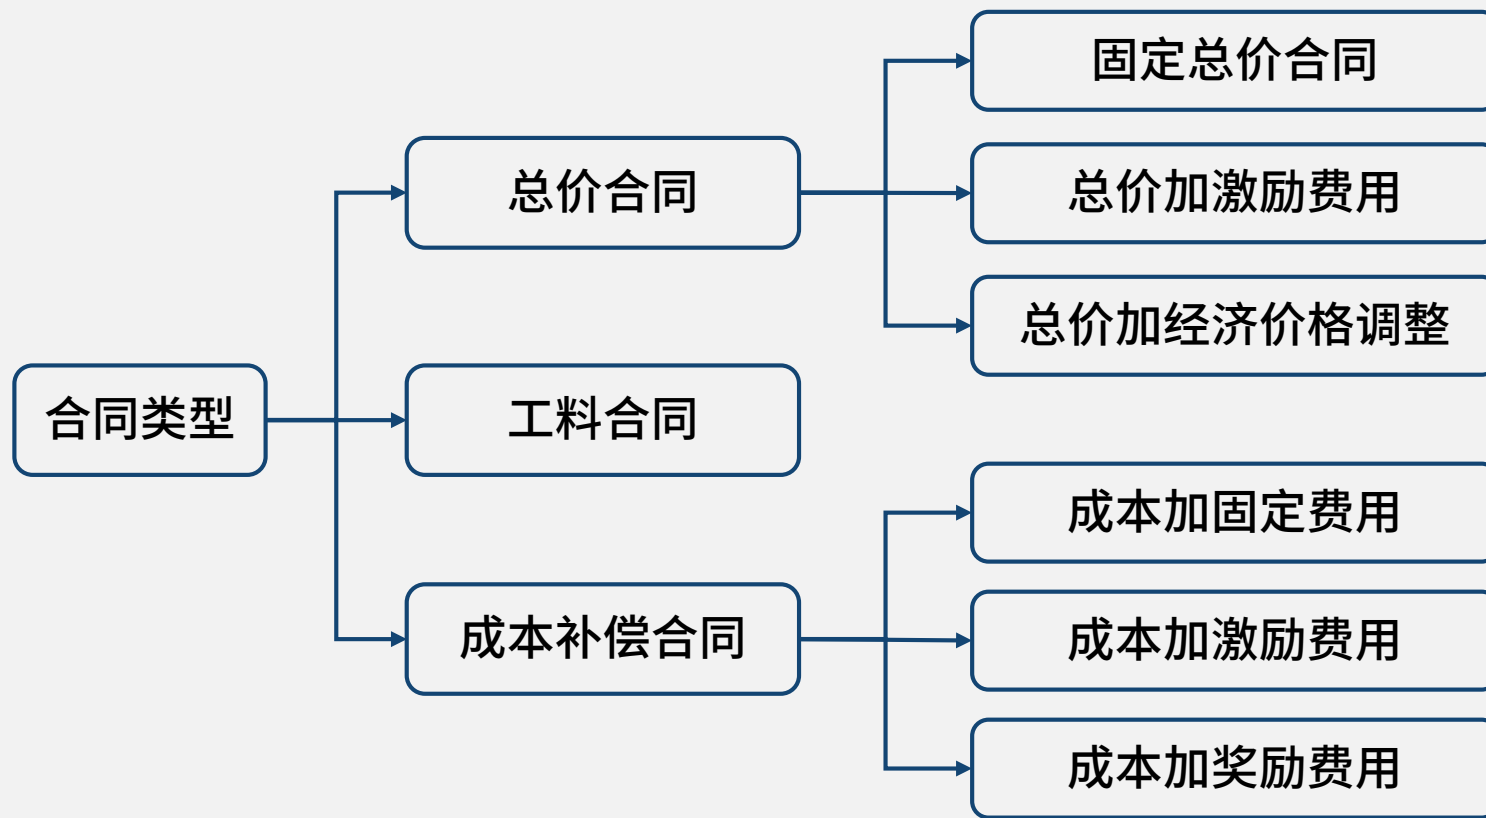 合同类型
总价合同
固定总价合同
总价加激励费用
总价加经济价格调整
工料合同
成本补偿合同
成本加固定费用
成本加激励费用
成本加奖励费用